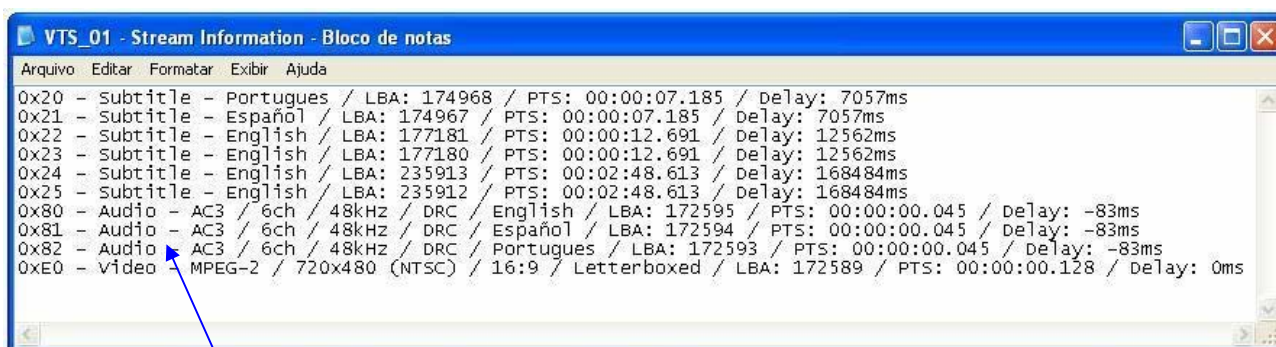 VTS_01 - Stream Information - Bloco de notas
Arquivo Editar Formatar Exibir Ajuda
0x20 - Subtitle - Portugues / LBA: 174968 / PTS: 00:00:07.185 / Delay: 7057ms
0x21 - Subtitle - Español / LBA: 174967 / PTS: 00:00:07.185 / Delay: 7057ms
0x22 - Subtitle - English / LBA: 177181 / PTS: 00:00:12.691 / Delay: 12562ms
0x23 - Subtitle - English / LBA: 177180 / PTS: 00:00:12.691 / Delay: 12562ms
0x24 - Subtitle - English / LBA: 235913 / PTS: 00:02:48.613 / Delay: 168484ms
0x25 - Subtitle - English / LBA: 235912 / PTS: 00:02:48.613 / Delay: 168484ms
0x80 - Audio - AC3 / 6ch / 48kHz / DRC / English / LBA: 172595 / PTS: 00:00:00.045 / Delay: -83ms
0x81 - Audio - AC3 / 6ch / 48kHz / DRC / Español / LBA: 172594 / PTS: 00:00:00.045 / Delay: -83ms
0x82 - Audio - AC3 / 6ch / 48kHz / DRC / Portugues / LBA: 172593 / PTS: 00:00:00.045 / Delay: -83ms
0xE0 - Video - MPEG-2 / 720x480 (NTSC) / 16:9 / Letterboxed / LBA: 172589 / PTS: 00:00:00.128 / Delay: 0ms